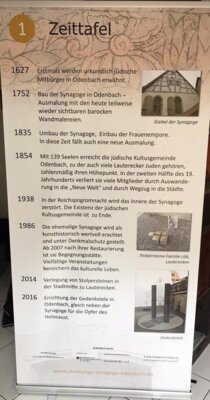 1 Zeittafel
1627 Erstmals werden urkundlich jüdische
Mitbürger in Odenbach erwähnt.
1752 Bau der Synagoge in Odenbach –
Ausmalung mit den heute teilweise
wieder sichtbaren barocken
Wandmalereien.
Giebel der Synagoge
1835 Umbau der Synagoge, Einbau der Frauenempore.
In diese Zeit fällt auch eine neue Ausmalung.
1854 Mit 139 Seelen erreicht die jüdische Kultusgemeinde
Odenbach, zu der auch viele Lauterecker Juden gehören,
zahlenmäßig ihren Höhepunkt. In der zweiten Hälfte des 19.
Jahrhunderts verliert sie viele Mitglieder durch Auswande-
rung in die „Neue Welt" und durch Wegzug in die Städte.
1938 In der Reichspogromnacht wird das Innere der Synagoge
zerstört. Die Existenz der jüdischen
Kultusgemeinde ist zu Ende.
1986 Die ehemalige Synagoge wird als
kunsthistorisch wertvoll erachtet
und unter Denkmalschutz gestellt.
Ab 2007 nach ihrer Restaurierung
ist sie Begegnungsstätte.
Vielfältige Veranstaltungen
bereichern das kulturelle Leben.
Stolpersteine Familie Löb,
Lauterecken
2014 Verlegung von Stolpersteinen in
der Stadtmitte zu Lauterecken.
2016 Errichtung der Gedenkstele in
Odenbach, gleich neben der
Synagoge für die Opfer des
Holocaust.
Gedenkstele
www.ehemalige-synagoge-odenbach.de